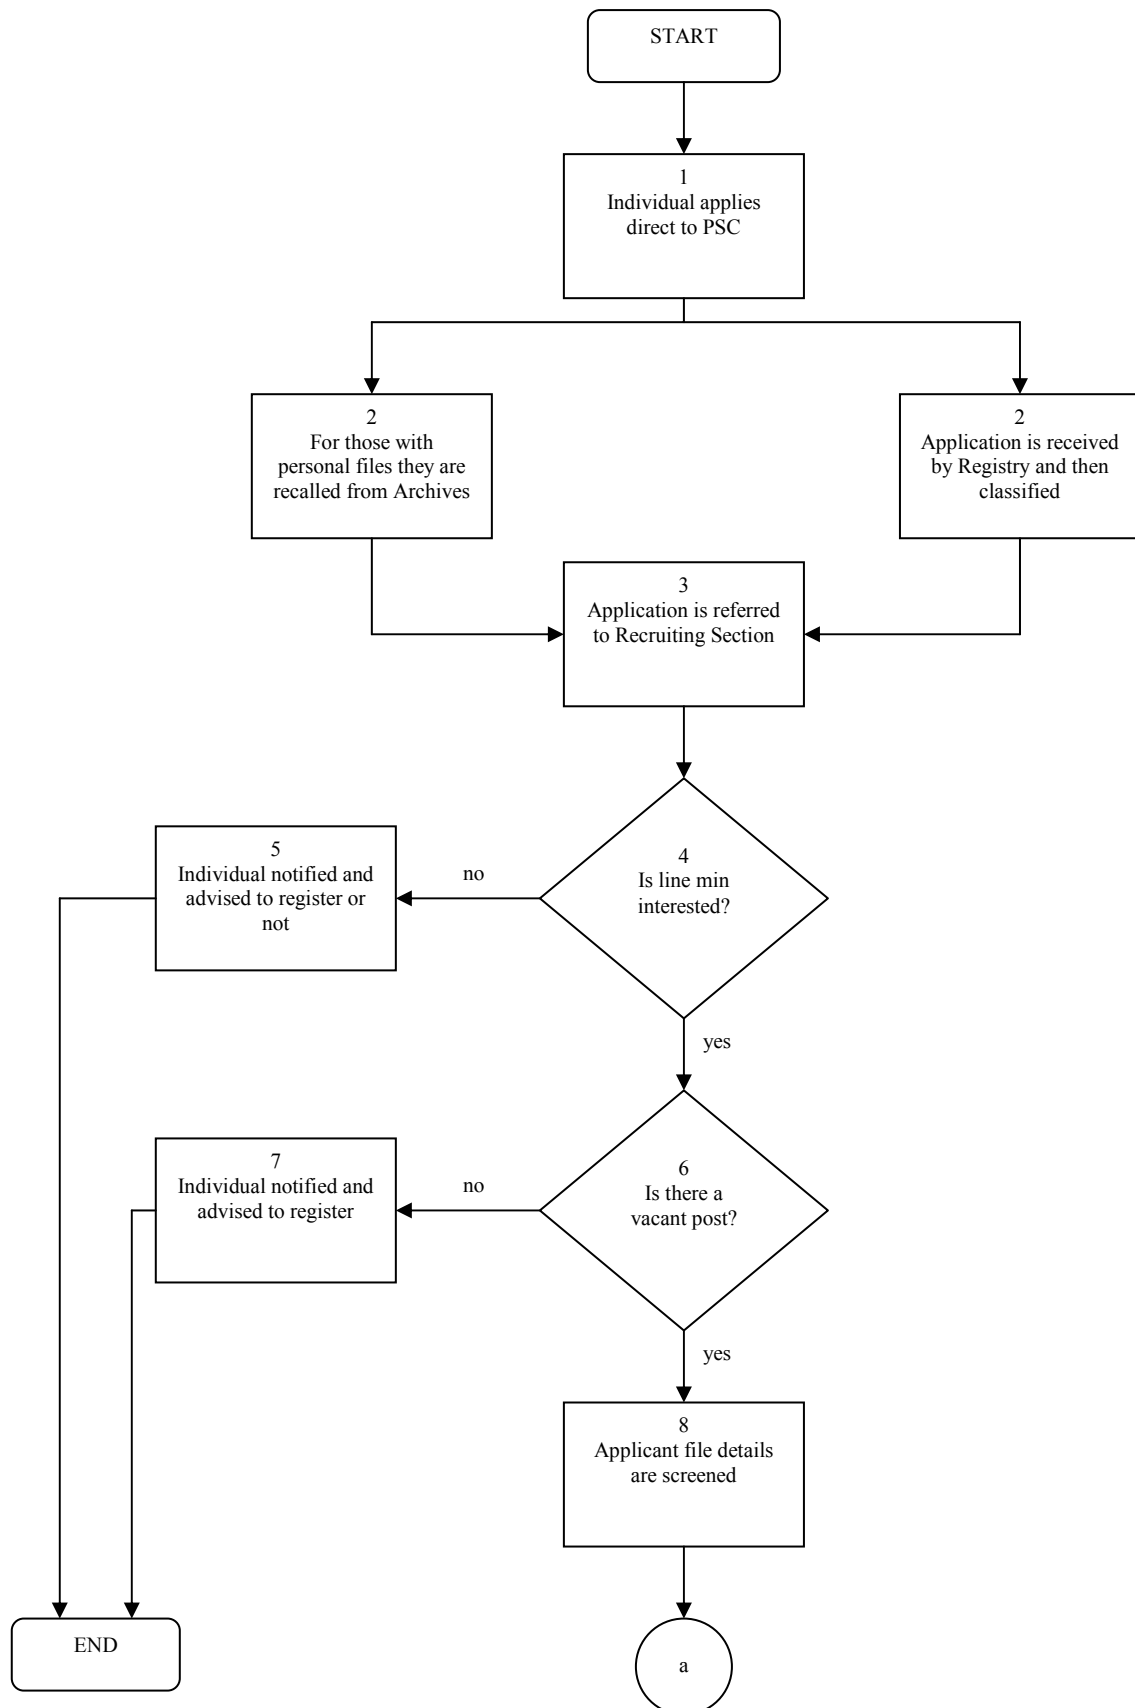 START
1
Individual applies
direct to PSC
2
For those with
personal files they are
recalled from Archives
2
Application is received
by Registry and then
classified
3
Application is referred
to Recruiting Section
4
Is line min
interested?
no
5
Individual notified and
advised to register or
not
yes
6
Is there a
vacant post?
no
7
Individual notified and
advised to register
yes
8
Applicant file details
are screened
END
a